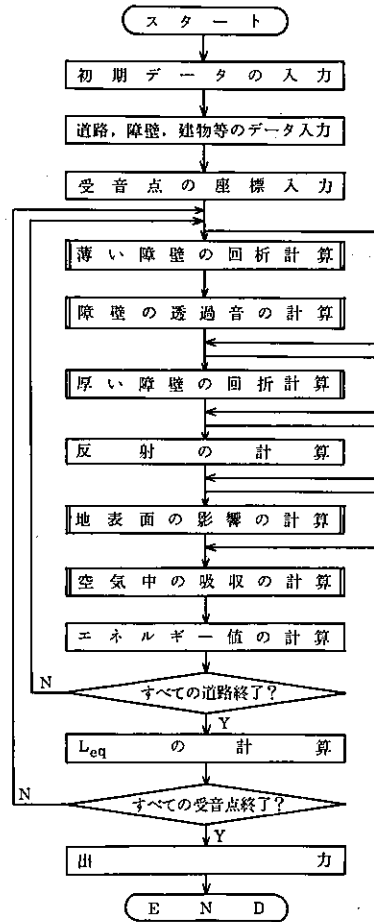 スタート
初期データの入力
道路，障壁，建物等のデータ入力
受音点の座標入力
薄い障壁の回折計算
障壁の透過音の計算
厚い障壁の回折計算
反射の計算
地表面の影響の計算
空気中の吸収の計算
エネルギー値の計算
N
すべての道路終了？
Y
Leqの計算
N
すべての受音点終了？
Y
出力
END